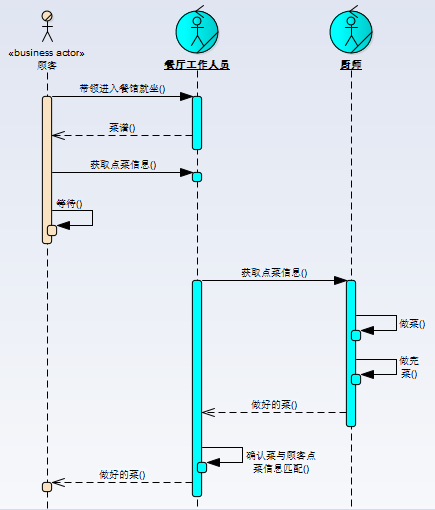 «business actor»
顾客
餐厅工作人员
厨师
带领进入餐馆就坐()
菜谱()
获取点菜信息()
等待()
获取点菜信息()
做菜()
做完
菜()
做好的菜()
确认菜与顾客点
菜信息匹配()
做好的菜()